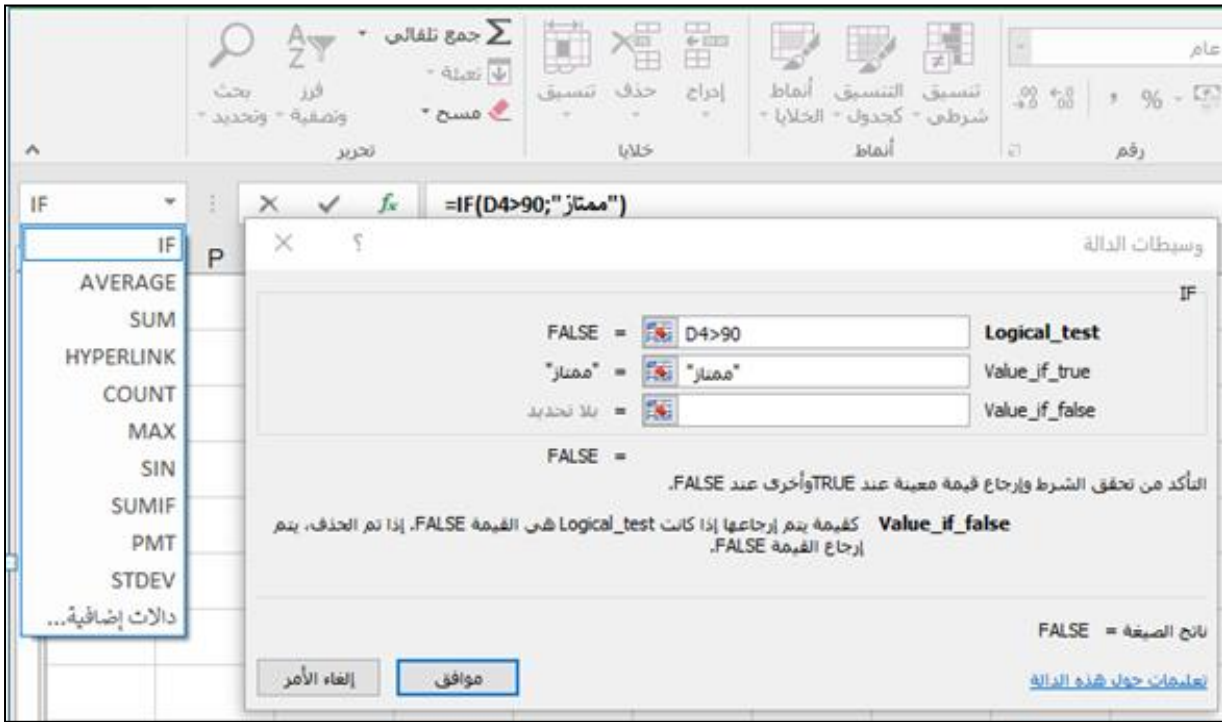 جمع تلقائي
تعبئة
مسح
فرز وتصفية
بحث وتحديد
تحرير
إدراج
حذف
تنسيق
خلايا
تنسيق شرطي
التنسيق كجدول
أنماط الخلايا
أنماط
عام
%
رقم
IF
=IF(D4>90;"ممتاز")
P
IF
AVERAGE
SUM
HYPERLINK
COUNT
MAX
SIN
SUMIF
PMT
STDEV
دالات إضافية...
وسيطات الدالة
IF
Logical_test D4>90 = FALSE
Value_if_true "ممتاز" = "ممتاز"
Value_if_false = بلا تحديد
= FALSE
التأكد من تحقق الشرط وإرجاع قيمة معينة عند TRUEوأخرى عند FALSE.
Value_if_false كقيمة يتم إرجاعها إذا كانت Logical_test هي القيمة FALSE. إذا تم الحذف، يتم
إرجاع القيمة FALSE.
ناتج الصيغة = FALSE
تعليمات حول هذه الدالة
موافق
إلغاء الأمر